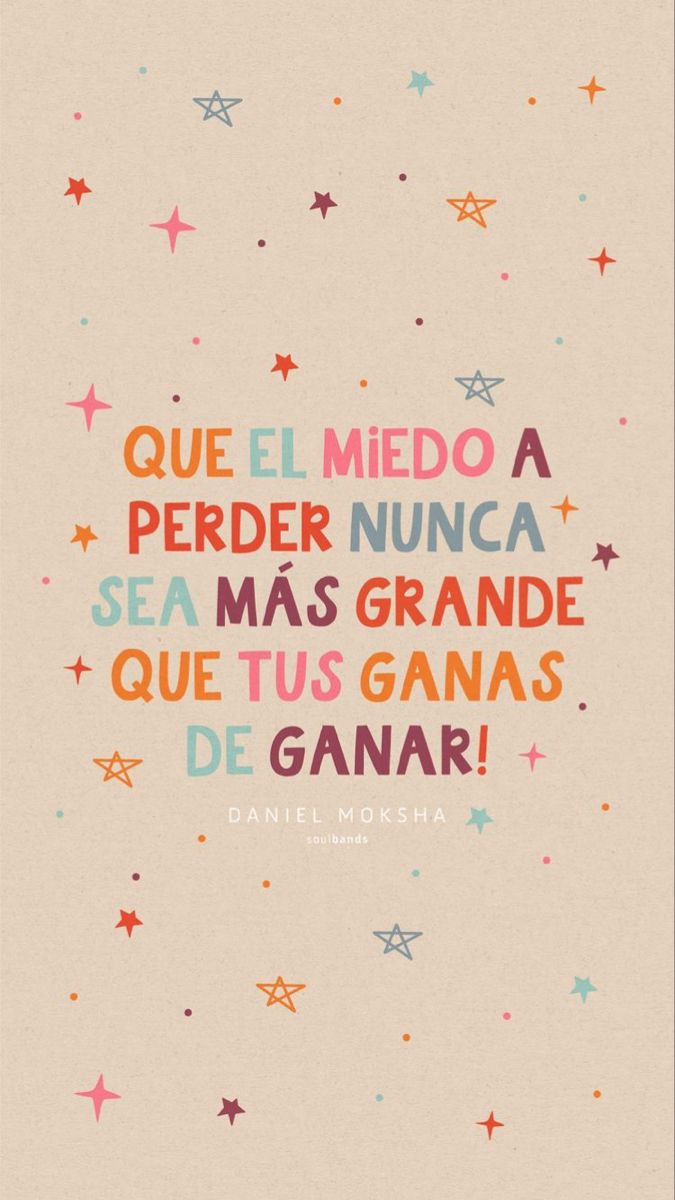 QUE EL MiEDO A
PERDER NUNCA
SEA MÁS GRANDE
QUE TUS GANAS
DE GANAR!
DANIEL MOKSHA
soulbands